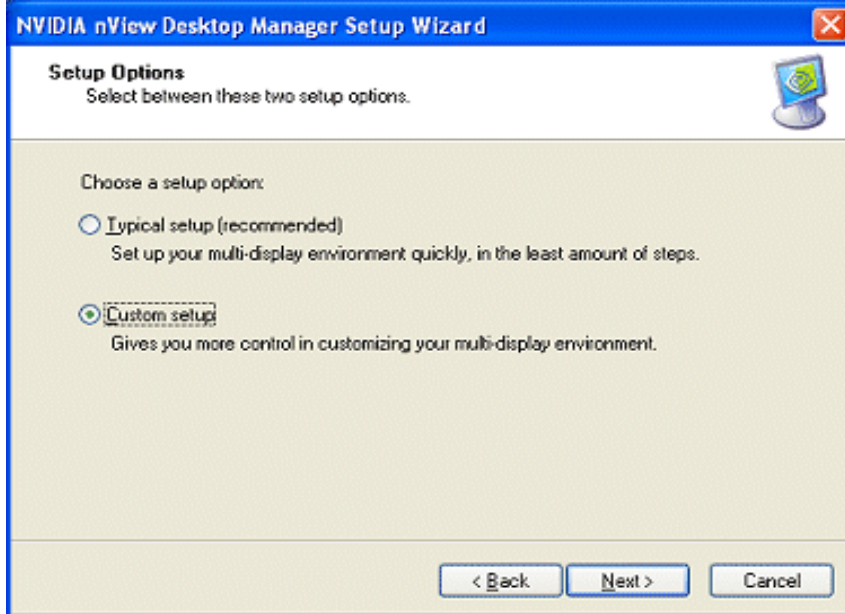 NVIDIA nView Desktop Manager Setup Wizard
Setup Options
Select between these two setup options.
Choose a setup option:
Typical setup (recommended)
Set up your multi-display environment quickly, in the least amount of steps.
Custom setup
Gives you more control in customizing your multi-display environment.
< Back Next > Cancel